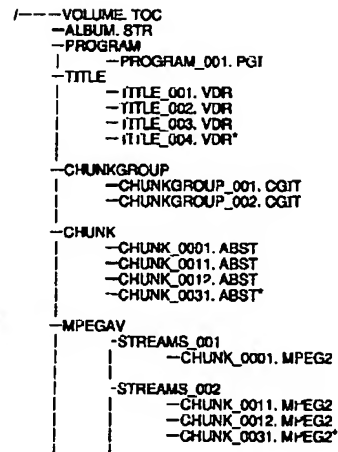 /----VOLUME. TOC
-ALBUM. STR
-PROGRAM
-PROGRAM_001. PGI
-TITLE
-TITLE_001. VDR
-TITLE_002. VDR
-TITLE_003. VDR
-TITLE_004. VDR*
-CHUNKGROUP
-CHUNKGROUP_001. CGIT
-CHUNKGROUP_002. CGIT
-CHUNK
-CHUNK_0001. ABST
-CHUNK_0011. ABST
-CHUNK_0012. ABST
-CHUNK_0031. ABST*
-MPEGAV
-STREAMS_001
-CHUNK_0001. MPEG2
-STREAMS_002
-CHUNK_0011. MPEG2
-CHUNK_0012. MPEG2
-CHUNK_0031. MPEG2*